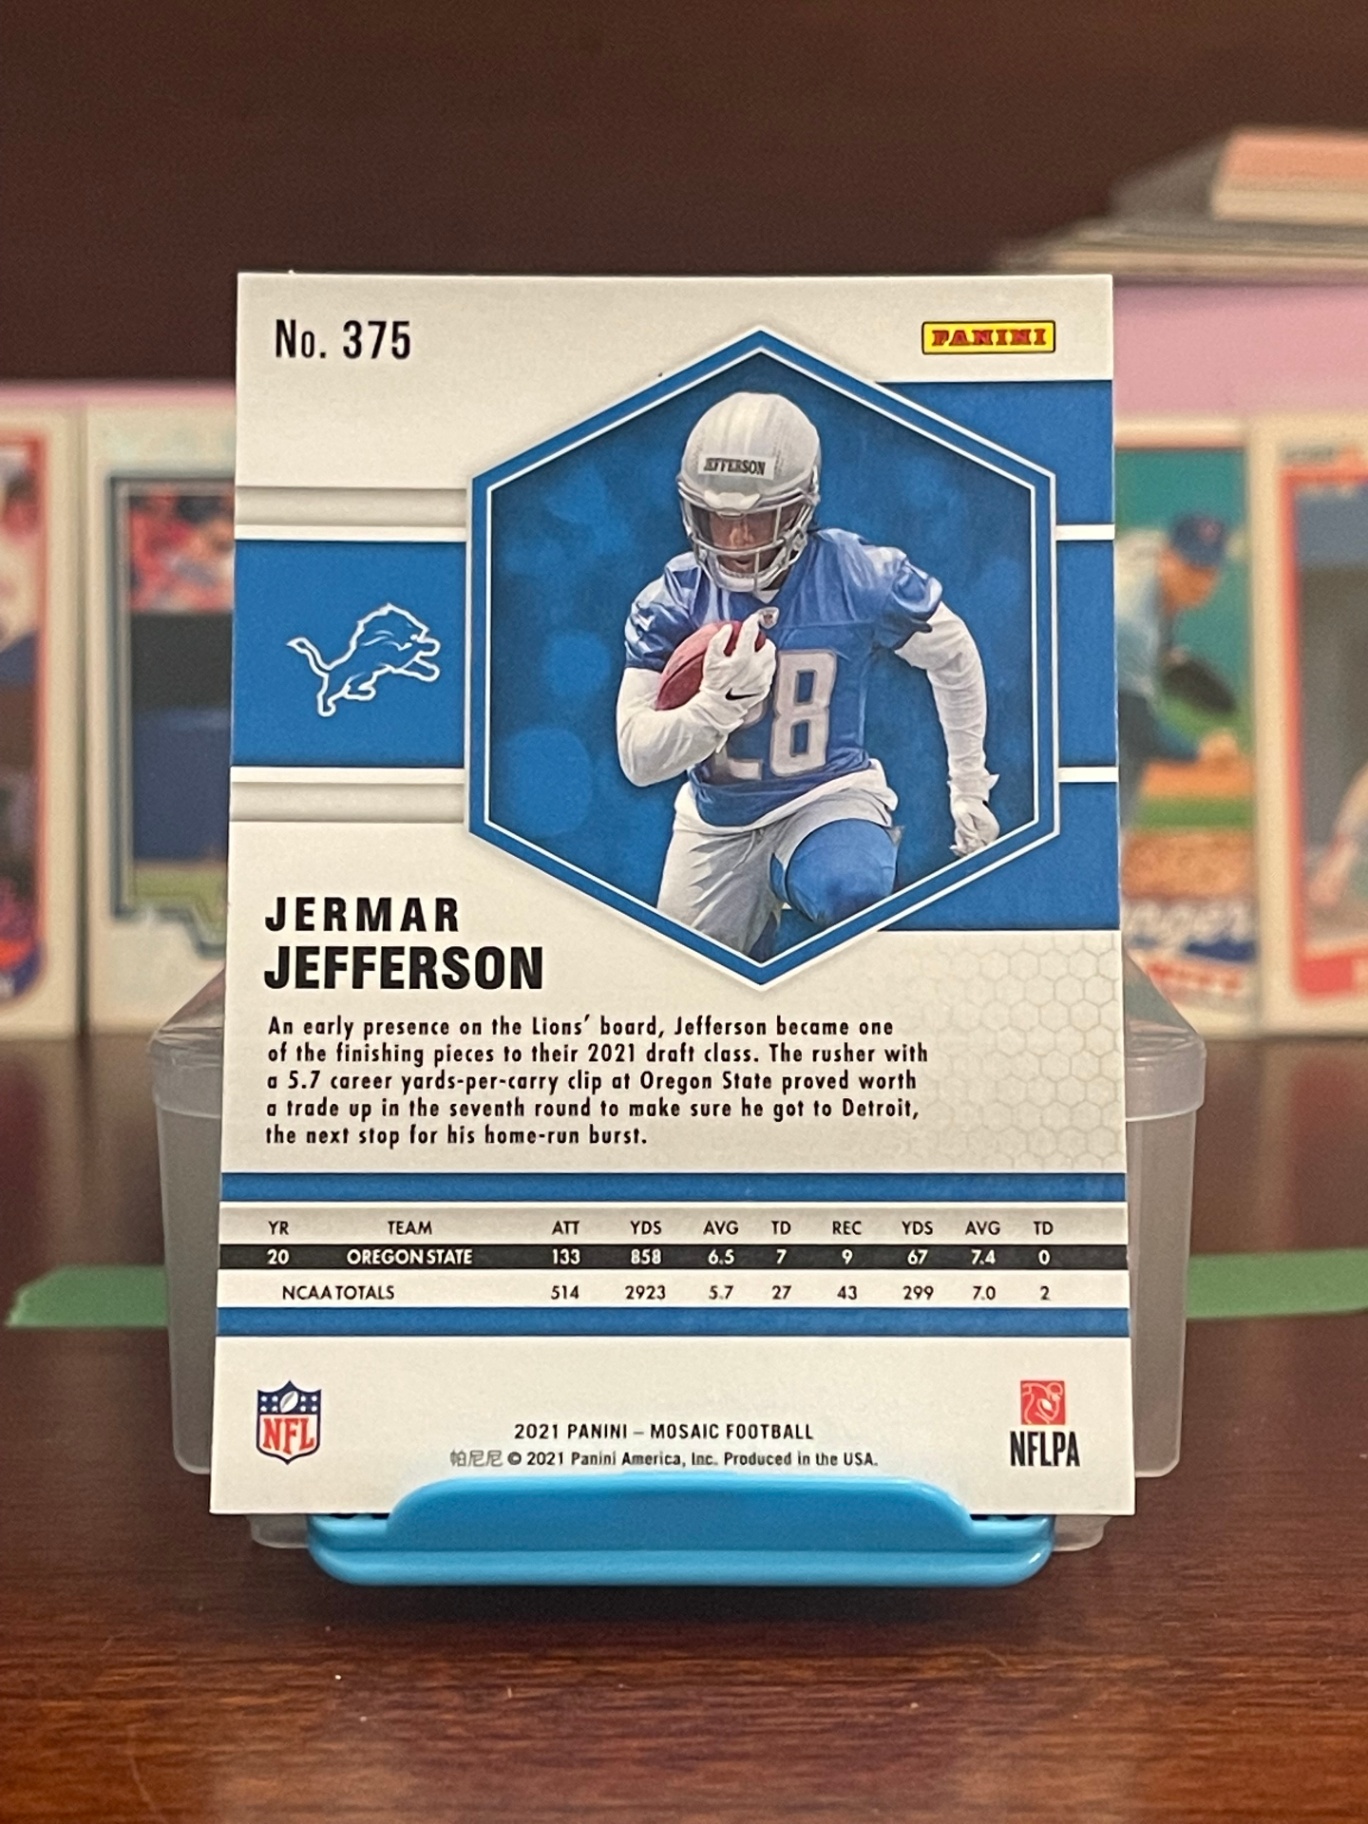 No. 375
PANINI
JEFFERSON
28
JERMAR
JEFFERSON
An early presence on the Lions' board, Jefferson became one
of the finishing pieces to their 2021 draft class. The rusher with
a 5.7 career yards-per-carry clip at Oregon State proved worth
a trade up in the seventh round to make sure he got to Detroit,
the next stop for his home-run burst.
YR TEAM ATT YDS AVG TD REC YDS AVG TD
20 OREGON STATE 133 858 6.5 7 9 67 7.4 0
NCAA TOTALS 514 2923 5.7 27 43 299 7.0 2
NFL
2021 PANINI – MOSAIC FOOTBALL
帕尼尼 © 2021 Panini America, Inc. Produced in the USA.
NFLPA